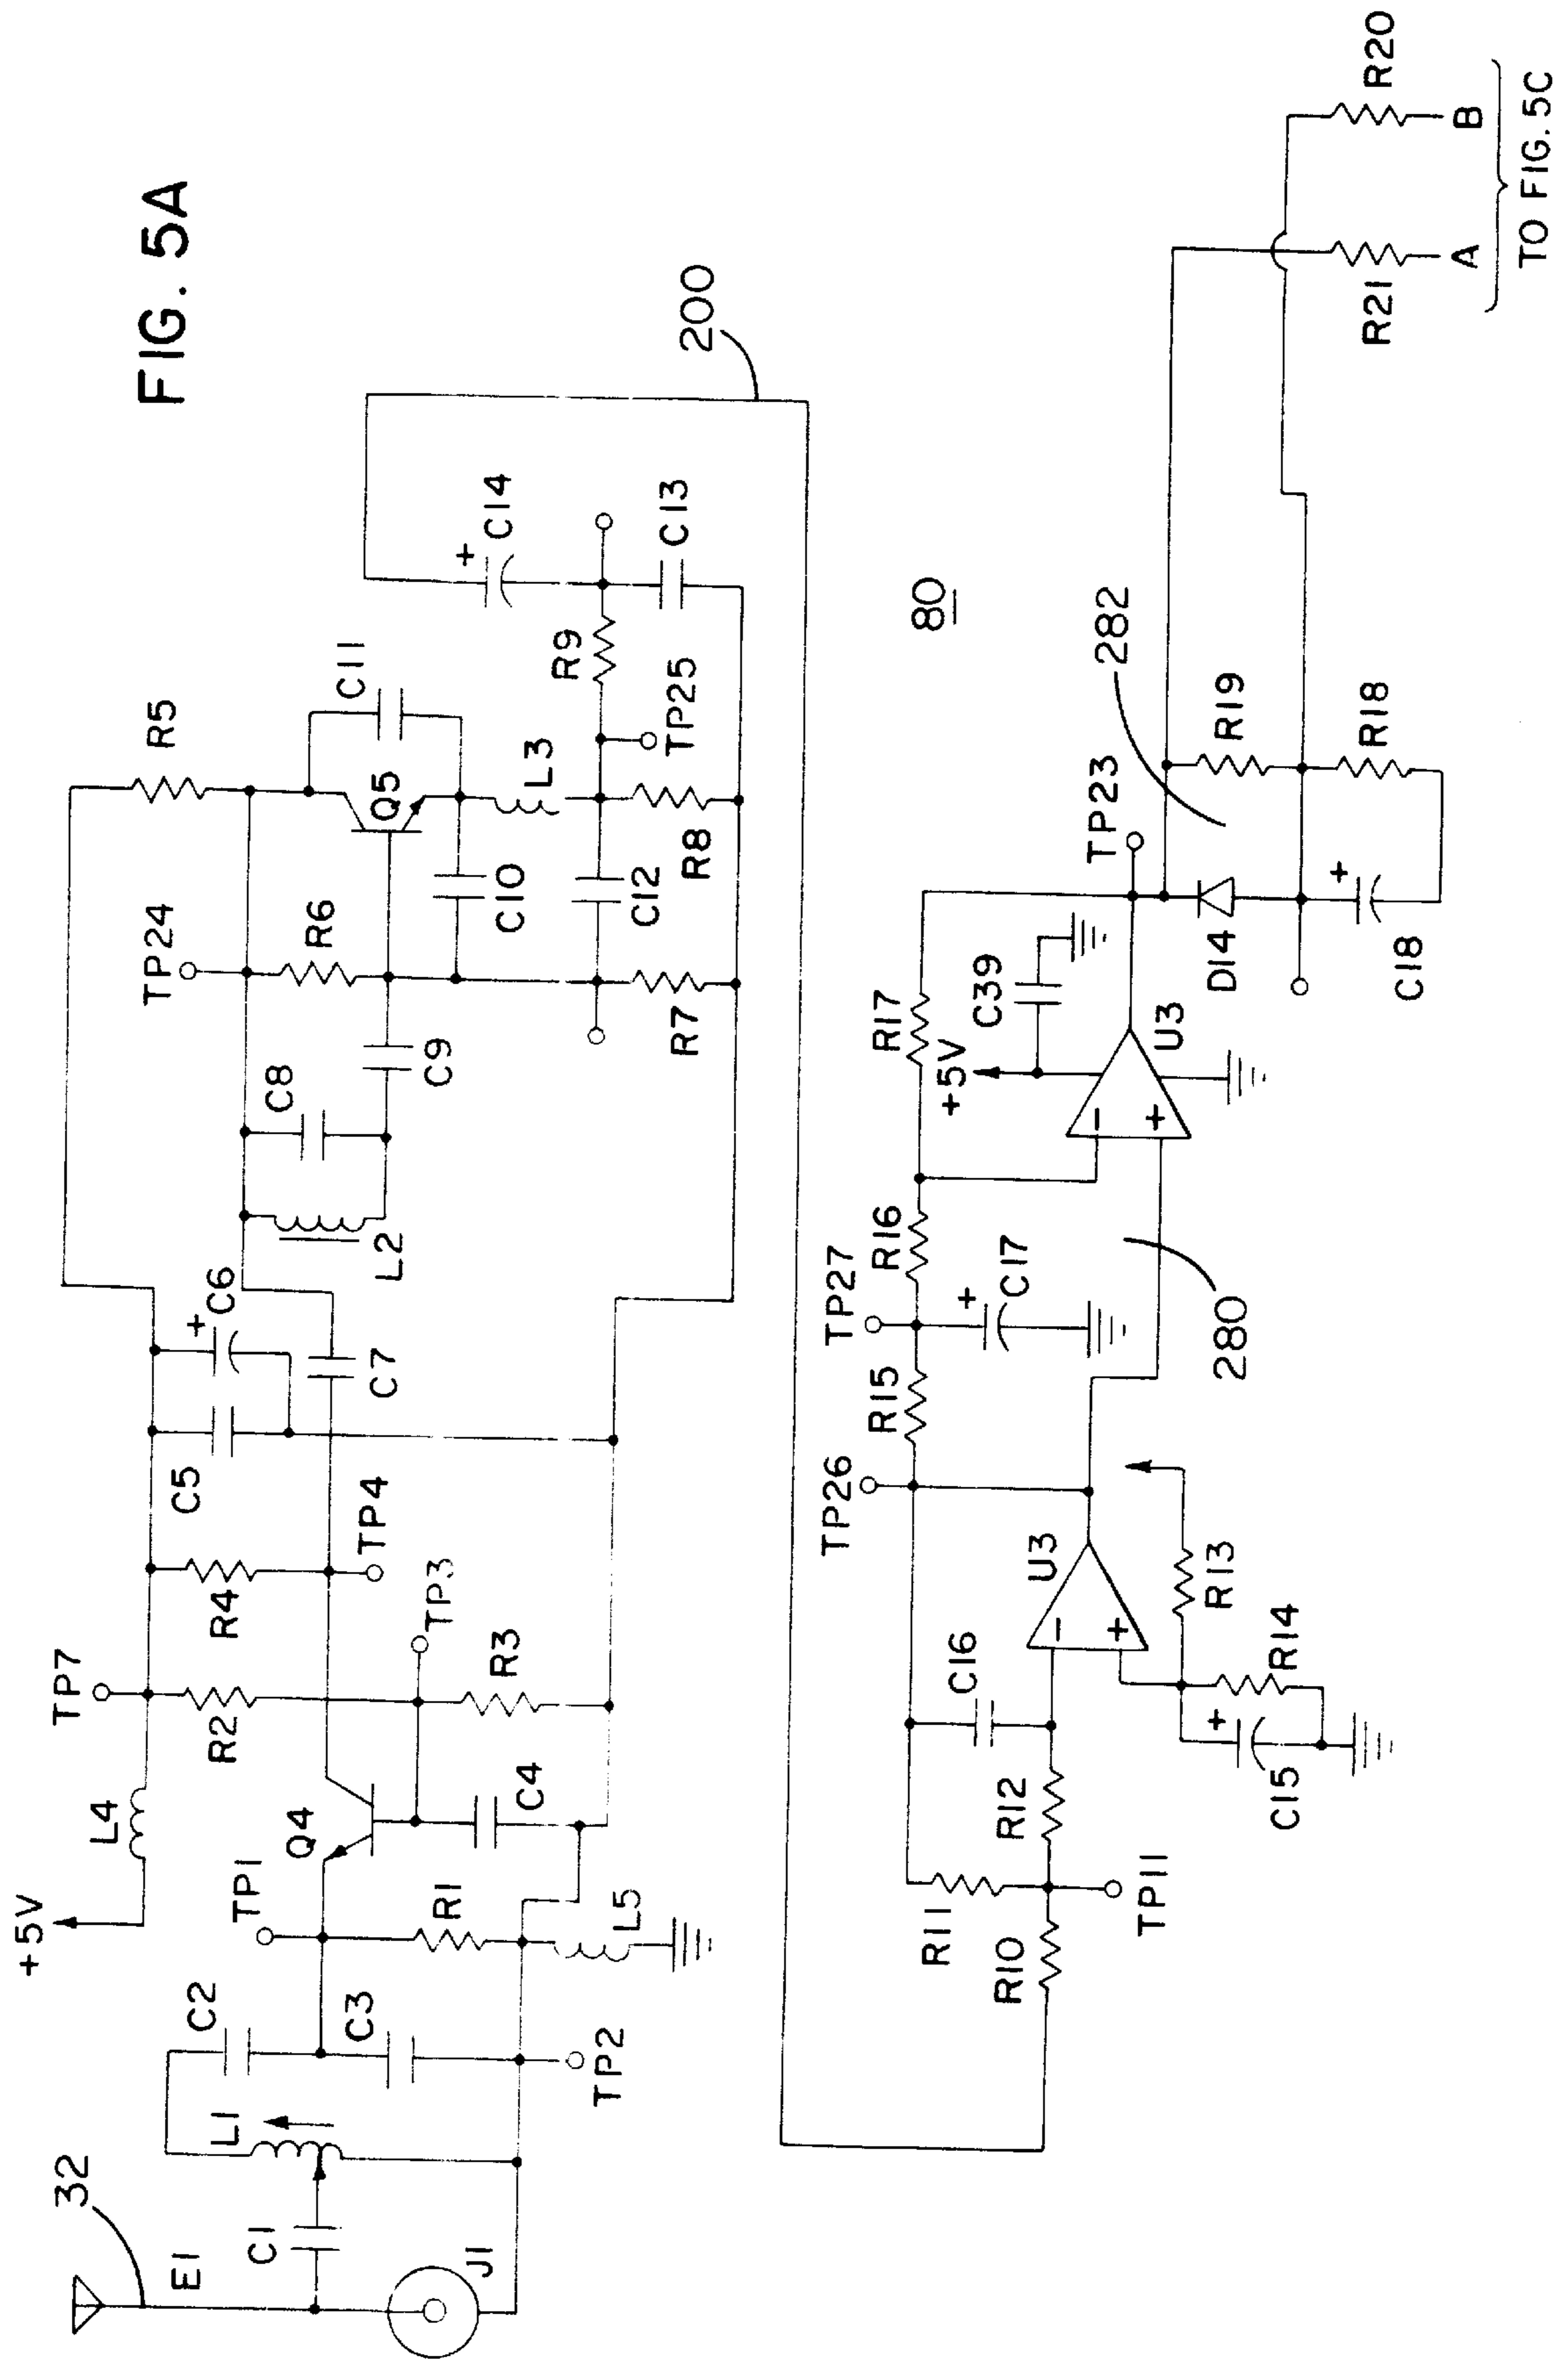 FIG. 5A
+5V
L4
TP7
R2
R4
C5
C6
R5
TP24
32
E1
C1
J1
L1
C2
C3
TP1
R1
TP2
L5
Q4
C4
TP3
R3
TP4
C7
L2
C8
C9
R6
Q5
C11
C10
L3
C12
R7
R8
TP25
R9
C14
+
C13
+
200
80
R10
R11
TP11
R12
C16
U3
−
+
C15
+
R14
R13
TP26
R15
TP27
C17
+
R16
280
R17
+5V
C39
U3
−
+
TP23
D14
282
C18
+
R19
R18
R21
R20
A
B
TO FIG. 5C